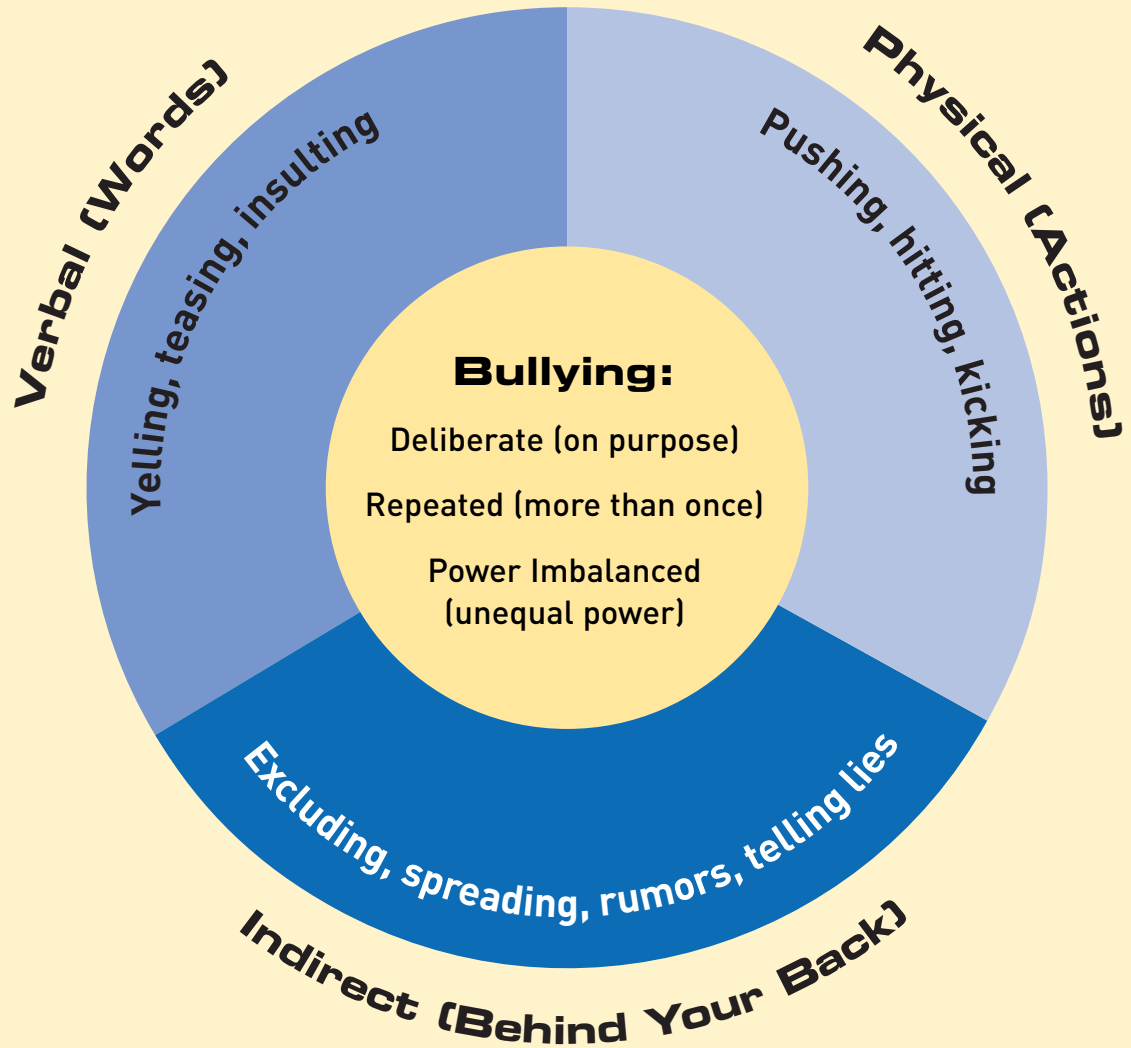 Verbal (Words)
Yelling, teasing, insulting
Physical (Actions)
Pushing, hitting, kicking
Bullying:
Deliberate (on purpose)
Repeated (more than once)
Power Imbalanced
(unequal power)
Excluding, spreading, rumors, telling lies
Indirect (Behind Your Back)